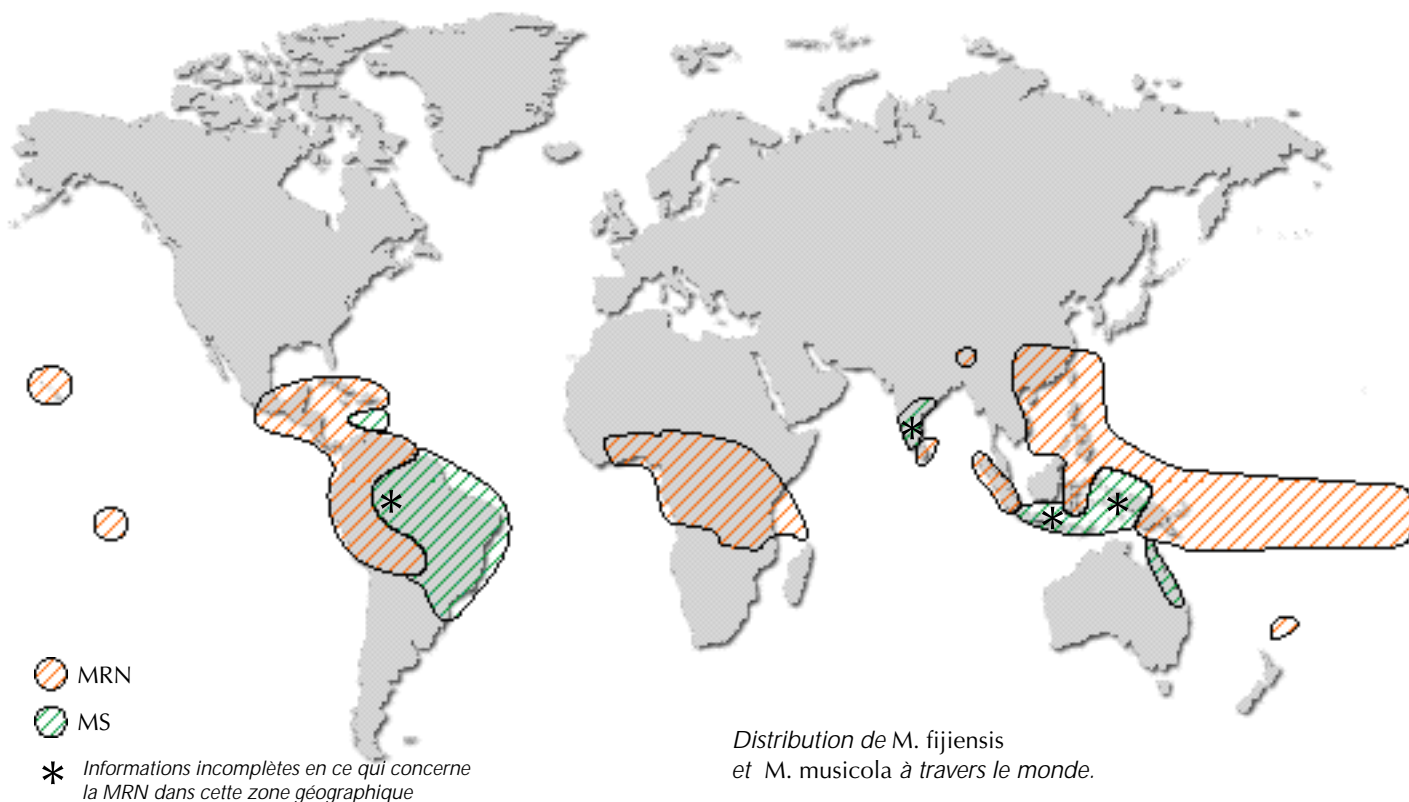 MRN
MS
* Informations incomplètes en ce qui concerne
la MRN dans cette zone géographique
Distribution de M. fijiensis
et M. musicola à travers le monde.